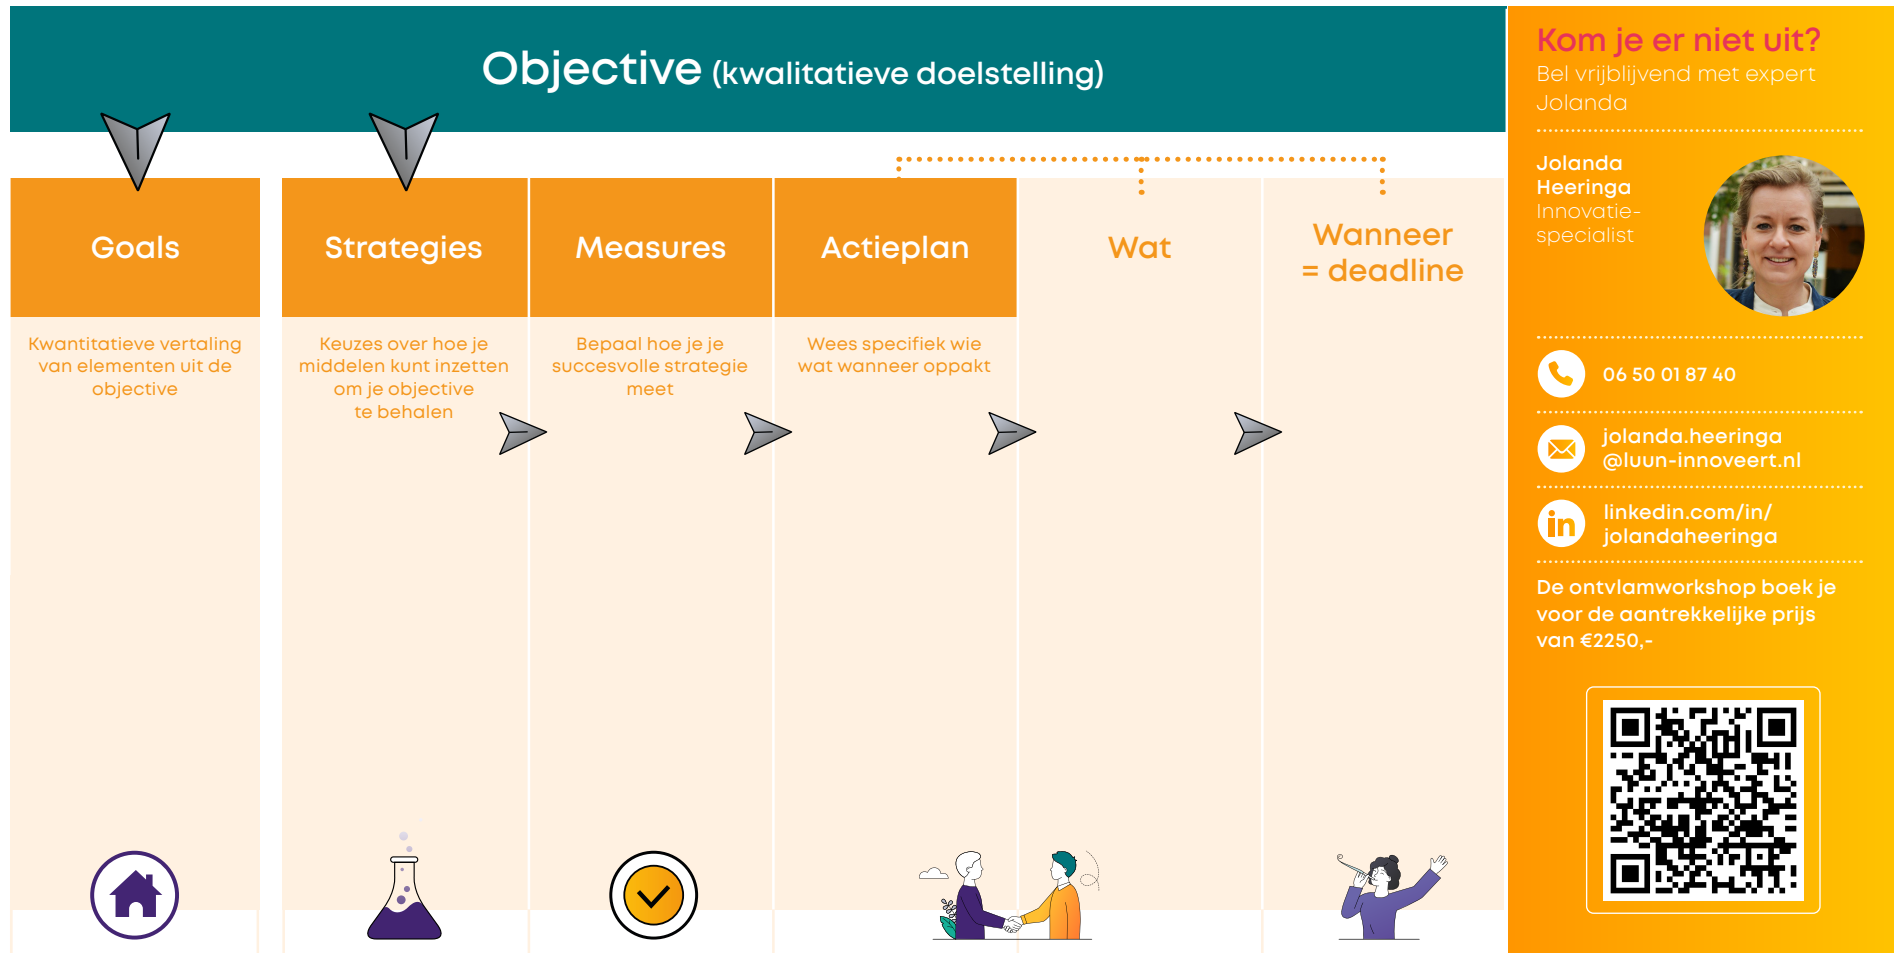 Objective (kwalitatieve doelstelling)
Goals
Kwantitatieve vertaling
van elementen uit de
objective
Strategies
Keuzes over hoe je
middelen kunt inzetten
om je objective
te behalen
Measures
Bepaal hoe je je
succesvolle strategie
meet
Actieplan
Wees specifiek wie
wat wanneer oppakt
Wat
Wanneer
= deadline
Kom je er niet uit?
Bel vrijblijvend met expert
Jolanda
Jolanda
Heeringa
Innovatie-
specialist
06 50 01 87 40
jolanda.heeringa
@luun-innoveert.nl
in
linkedin.com/in/
jolandaheeringa
De ontvlamworkshop boek je
voor de aantrekkelijke prijs
van €2250,-